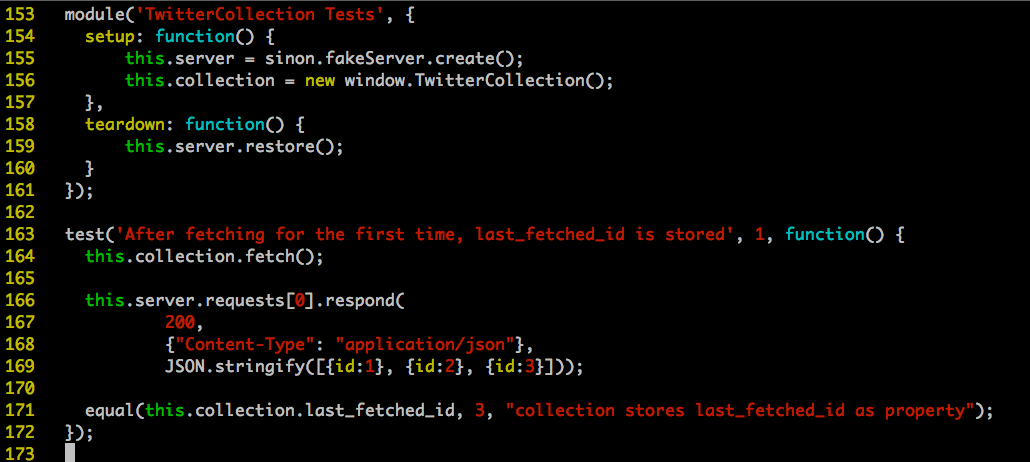 153 module('TwitterCollection Tests', {
154   setup: function() {
155       this.server = sinon.fakeServer.create();
156       this.collection = new window.TwitterCollection();
157   },
158   teardown: function() {
159       this.server.restore();
160   }
161 });
162
163 test('After fetching for the first time, last_fetched_id is stored', 1, function() {
164   this.collection.fetch();
165
166   this.server.requests[0].respond(
167           200,
168           {"Content-Type": "application/json"},
169           JSON.stringify([{id:1}, {id:2}, {id:3}]));
170
171   equal(this.collection.last_fetched_id, 3, "collection stores last_fetched_id as property");
172 });
173